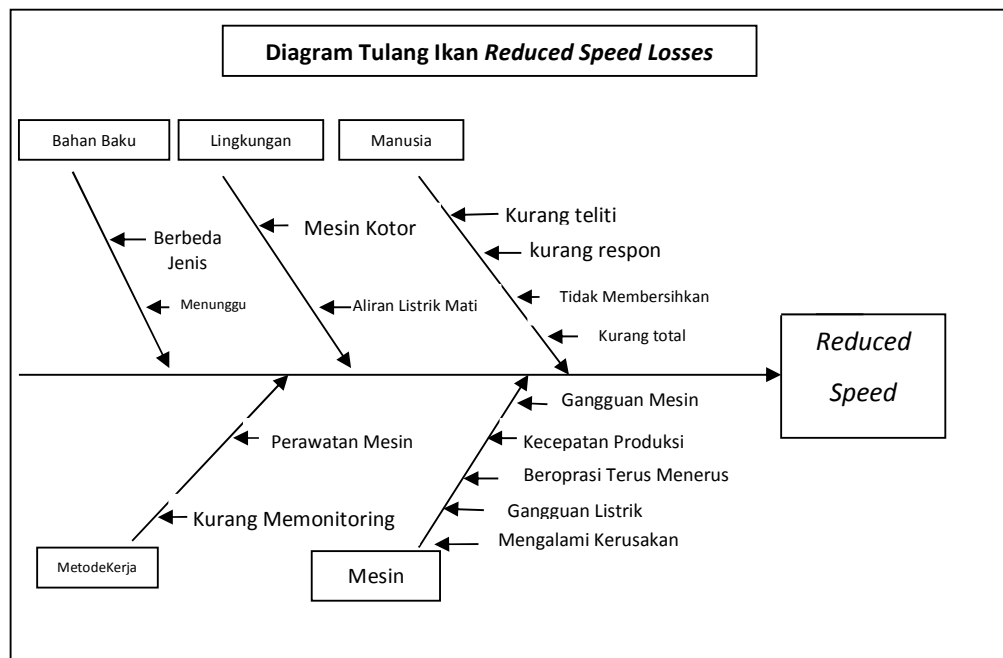 Diagram Tulang Ikan Reduced Speed Losses
Bahan Baku
Lingkungan
Manusia
Berbeda
Jenis
Menunggu
Mesin Kotor
Aliran Listrik Mati
Kurang teliti
kurang respon
Tidak Membersihkan
Kurang total
Reduced
Speed
Perawatan Mesin
Kurang Memonitoring
MetodeKerja
Gangguan Mesin
Kecepatan Produksi
Beroprasi Terus Menerus
Gangguan Listrik
Mengalami Kerusakan
Mesin